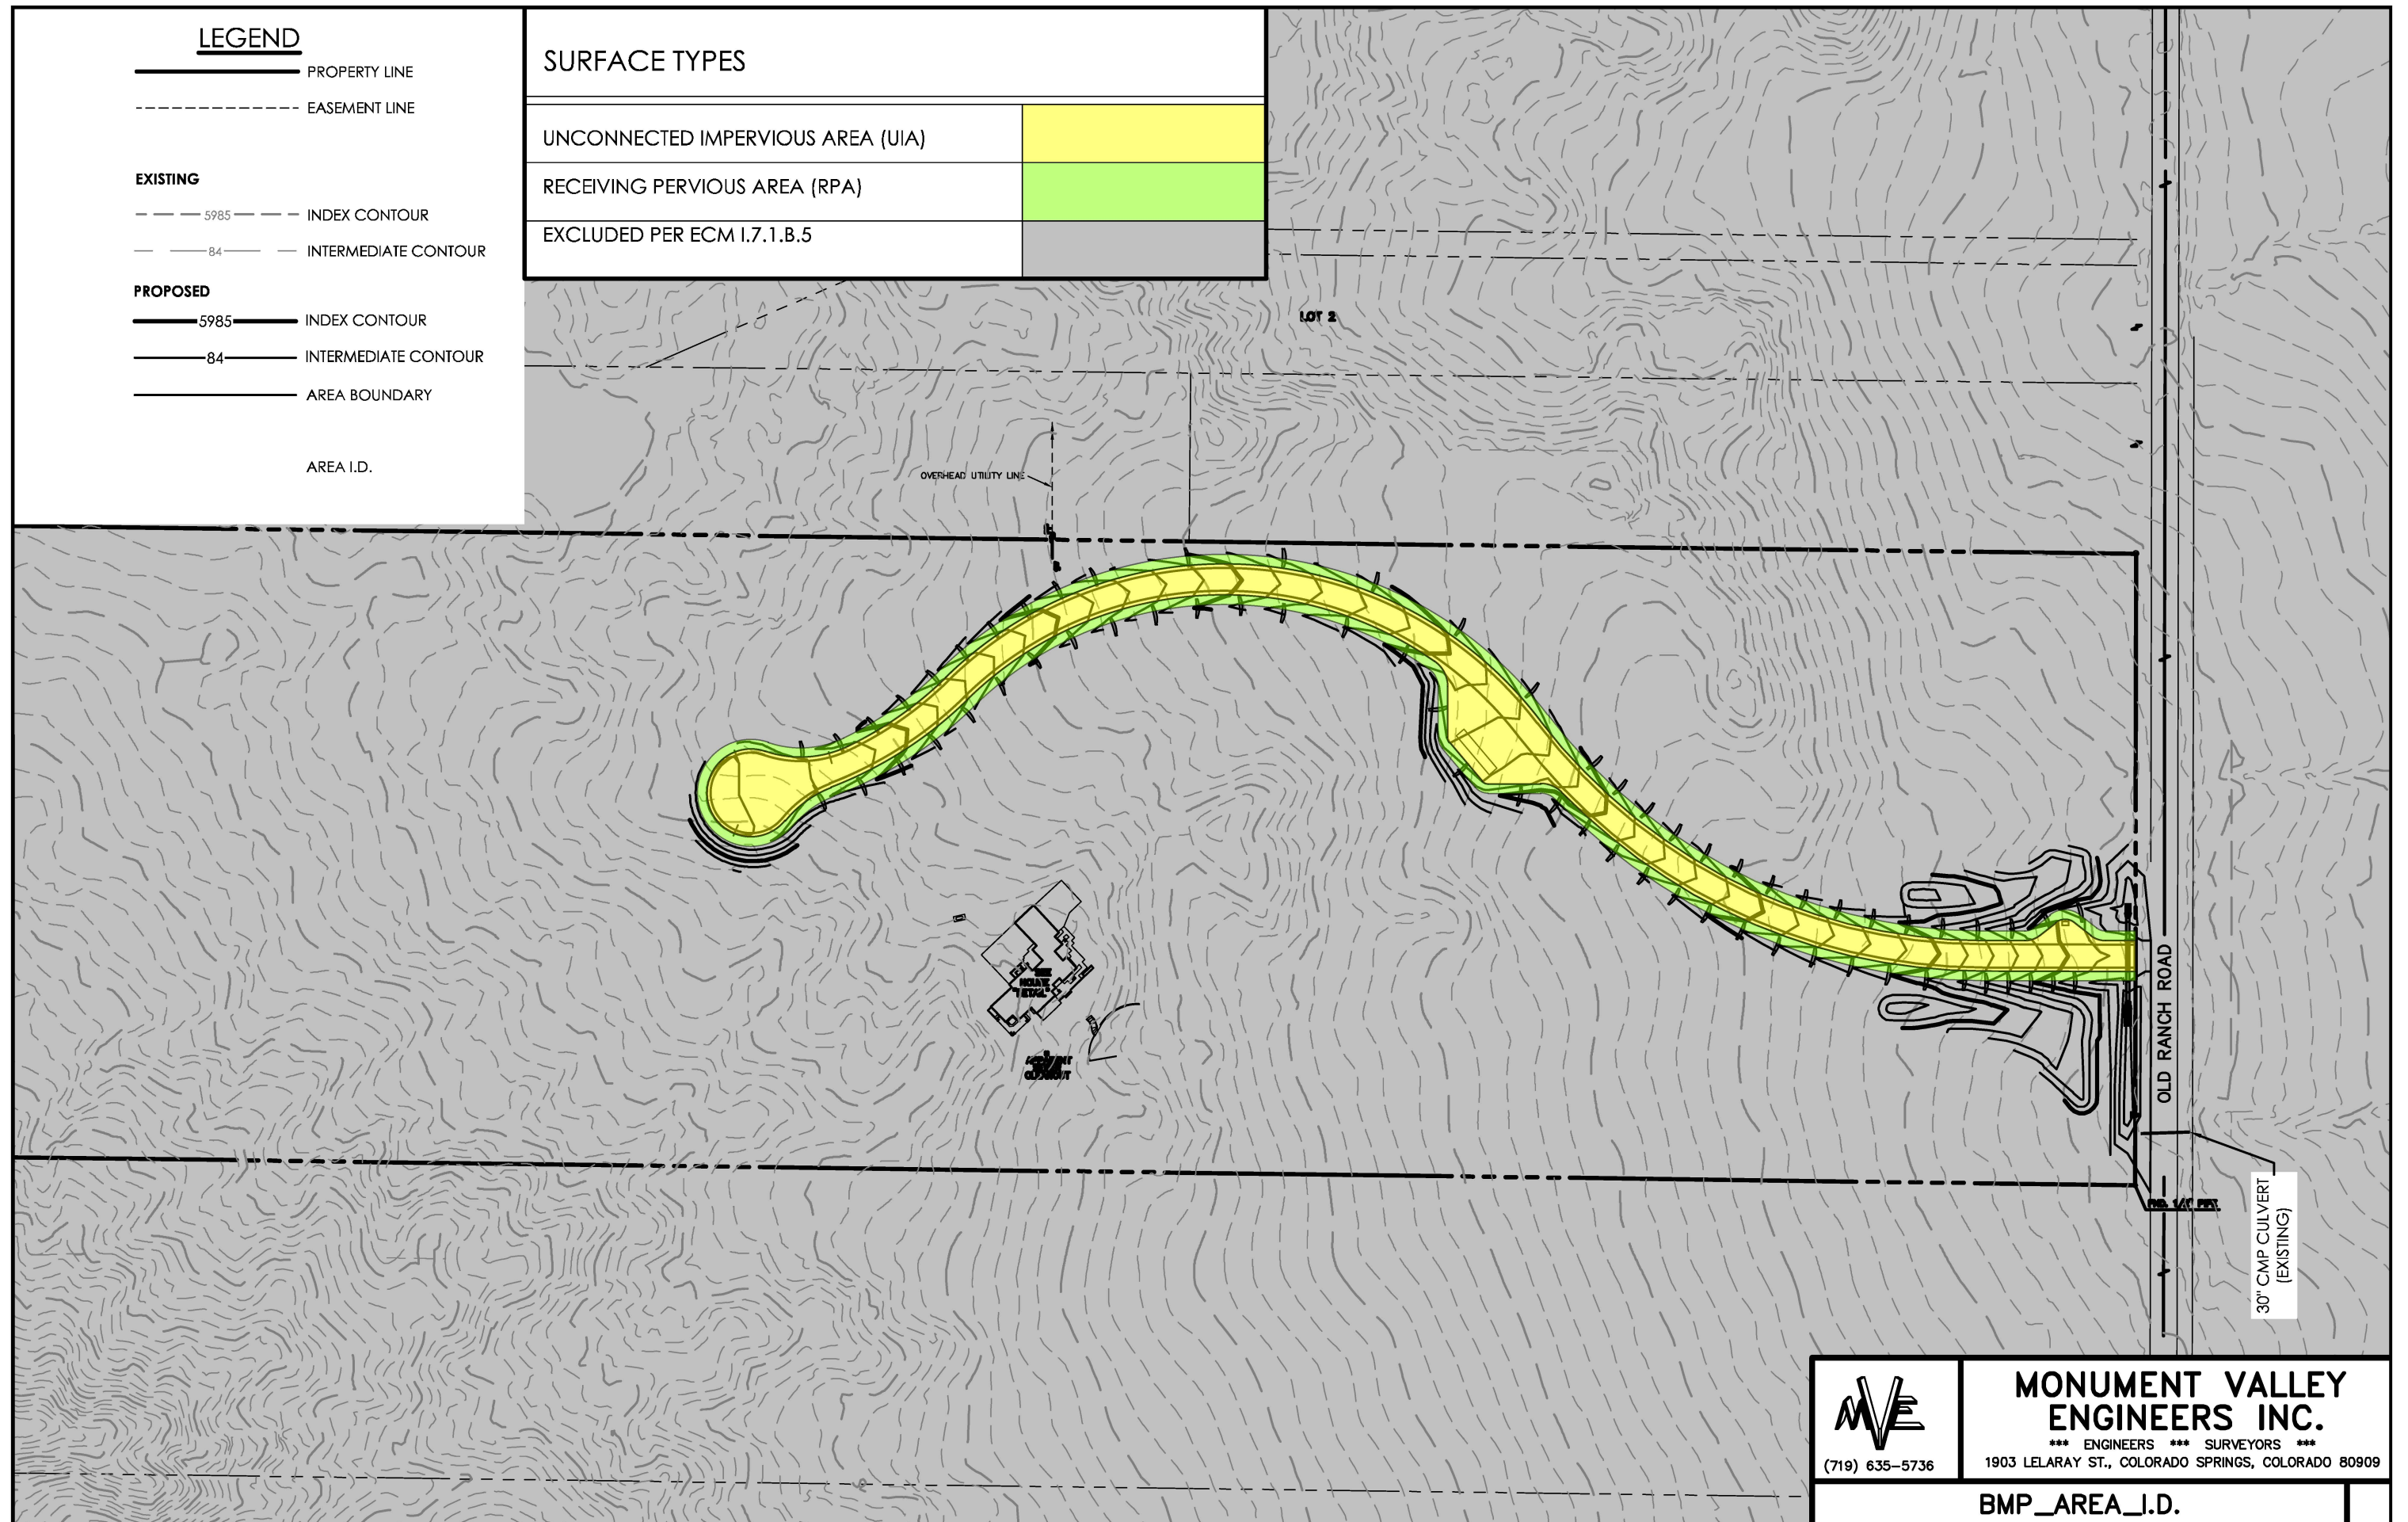 LEGEND
PROPERTY LINE
EASEMENT LINE
EXISTING
5985
INDEX CONTOUR
84
INTERMEDIATE CONTOUR
PROPOSED
5985
INDEX CONTOUR
84
INTERMEDIATE CONTOUR
AREA BOUNDARY
AREA I.D.
SURFACE TYPES
UNCONNECTED IMPERVIOUS AREA (UIA)
RECEIVING PERVIOUS AREA (RPA)
EXCLUDED PER ECM I.7.1.B.5
LOT 2
OVERHEAD UTILITY LINE
OLD RANCH ROAD
30" CMP CULVERT
(EXISTING)
MVE
(719) 635-5736
MONUMENT VALLEY
ENGINEERS INC.
*** ENGINEERS *** SURVEYORS ***
1903 LELARAY ST., COLORADO SPRINGS, COLORADO 80909
BMP_AREA_I.D.